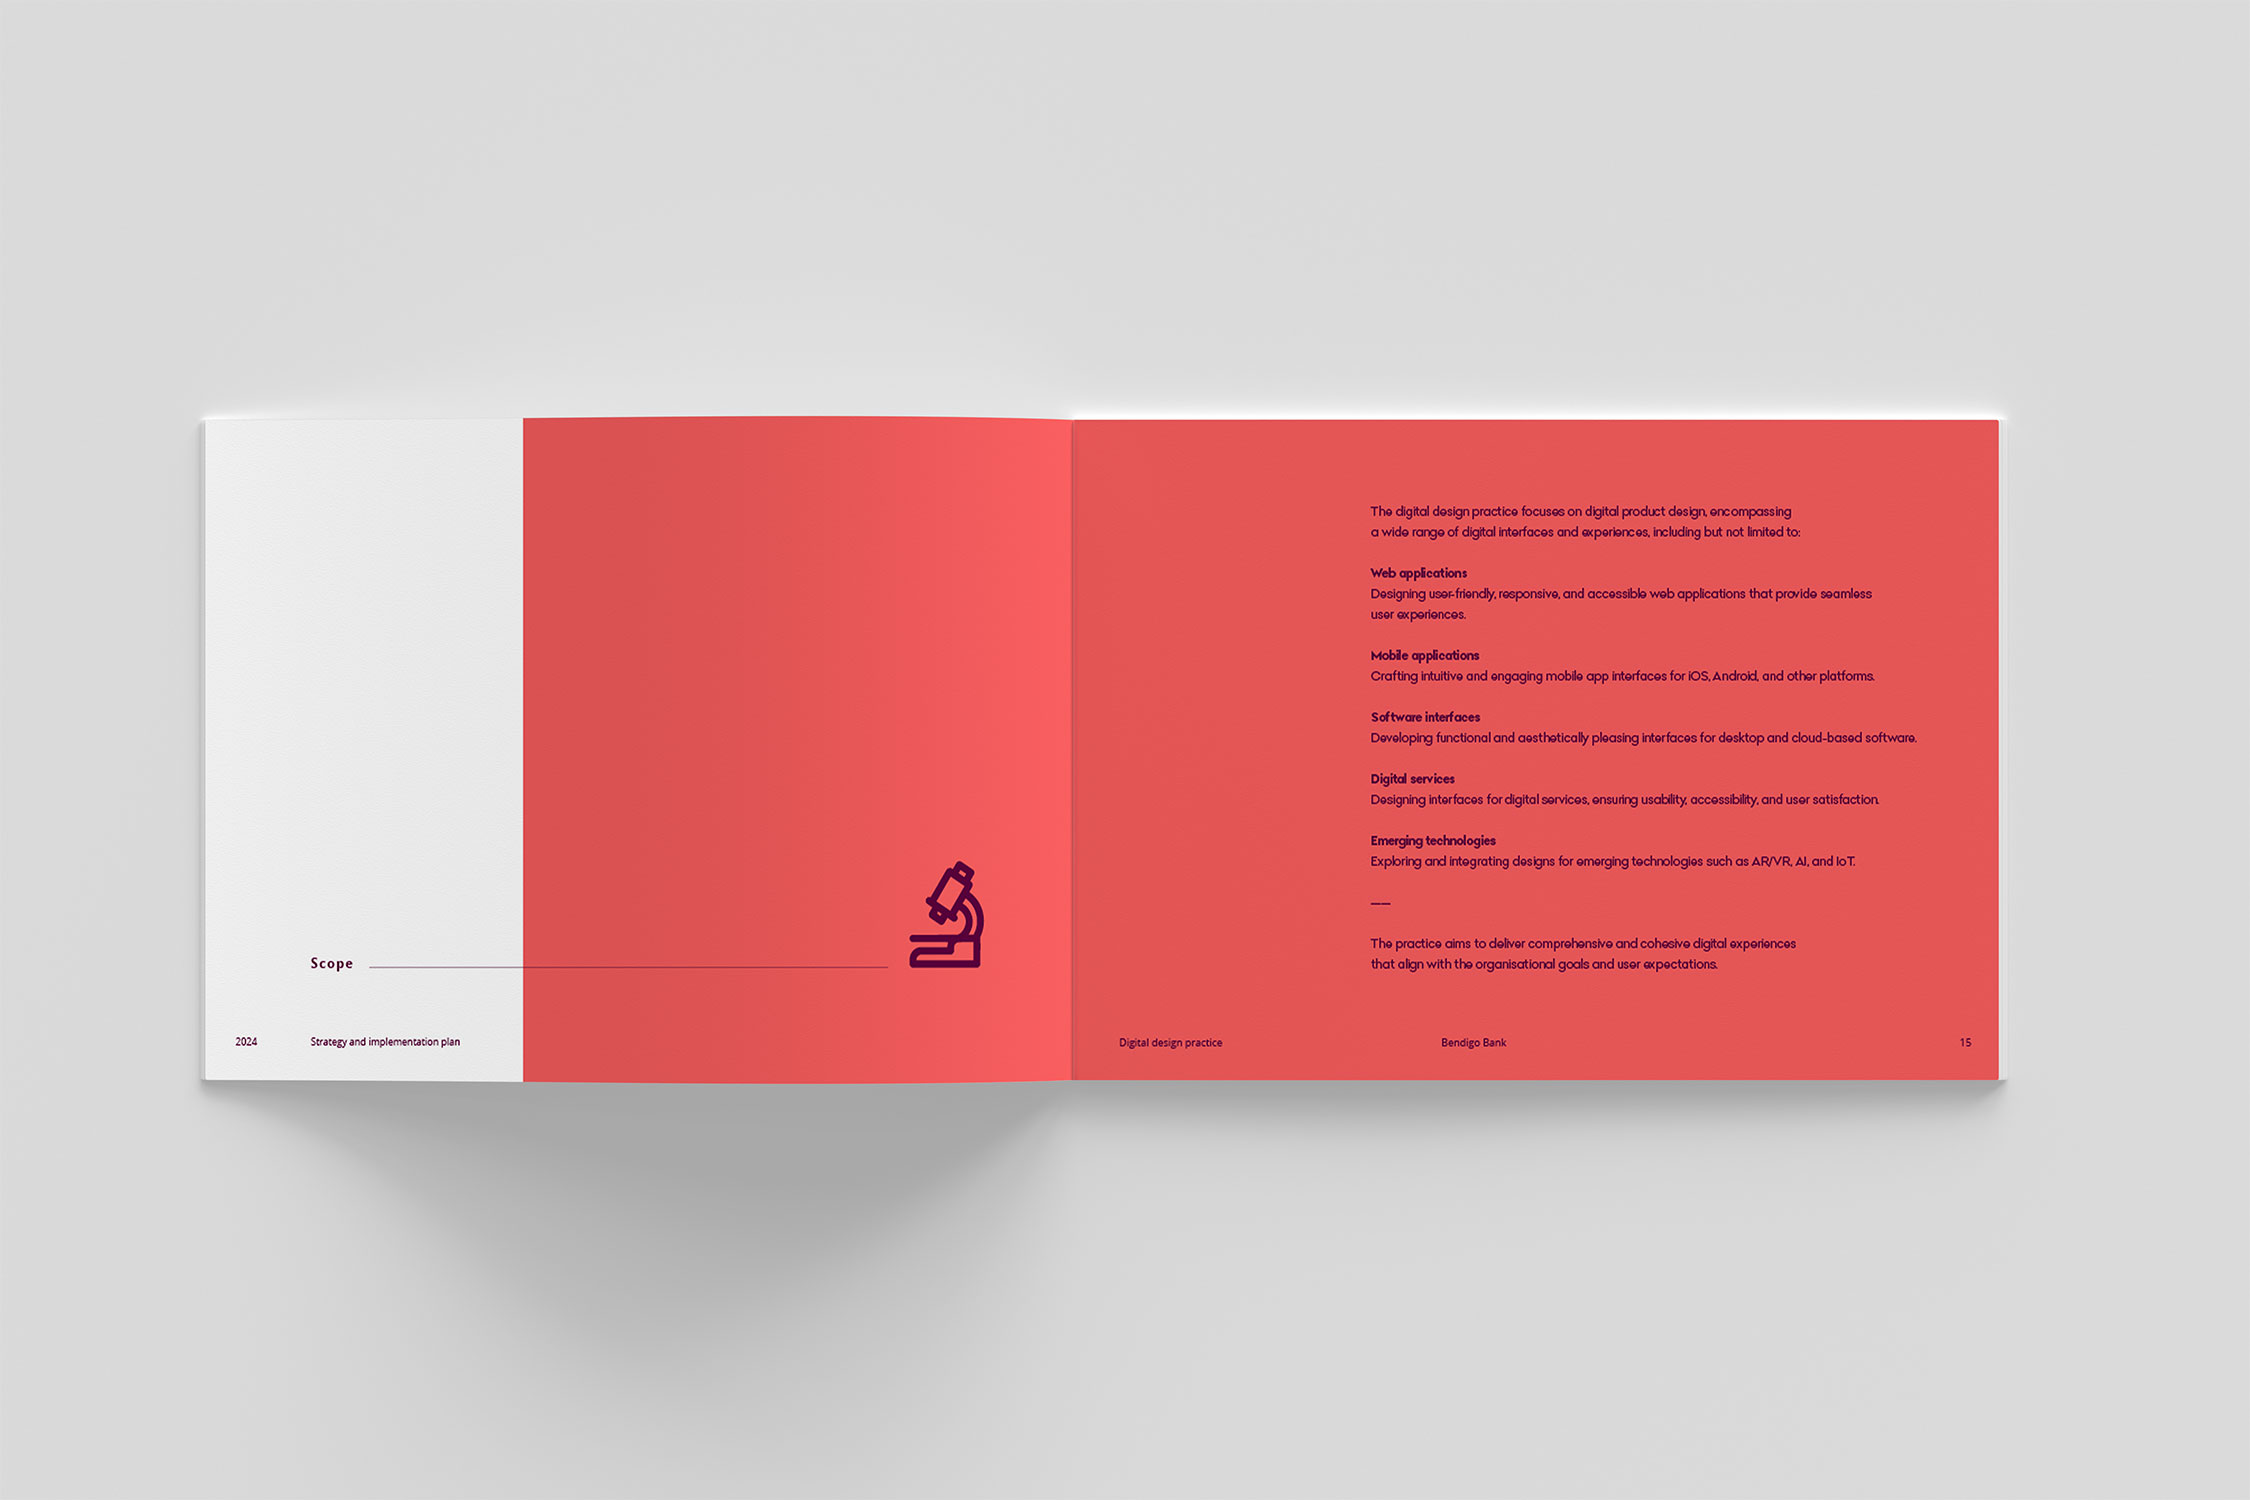 Scope
2024
Strategy and implementation plan
The digital design practice focuses on digital product design, encompassing
a wide range of digital interfaces and experiences, including but not limited to:
Web applications
Designing user-friendly, responsive, and accessible web applications that provide seamless
user experiences.
Mobile applications
Crafting intuitive and engaging mobile app interfaces for iOS, Android, and other platforms.
Software interfaces
Developing functional and aesthetically pleasing interfaces for desktop and cloud-based software.
Digital services
Designing interfaces for digital services, ensuring usability, accessibility, and user satisfaction.
Emerging technologies
Exploring and integrating designs for emerging technologies such as AR/VR, AI, and IoT.
——
The practice aims to deliver comprehensive and cohesive digital experiences
that align with the organisational goals and user expectations.
Digital design practice
Bendigo Bank
15